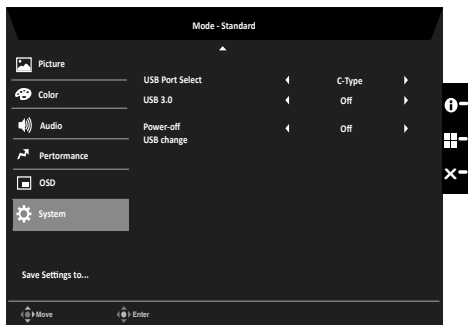 Mode - Standard
Picture
USB Port Select C-Type
Color
USB 3.0 Off
Audio
Power-off Off
USB change
Pertormance
OSD
System
Save Settings to...
Move Enter